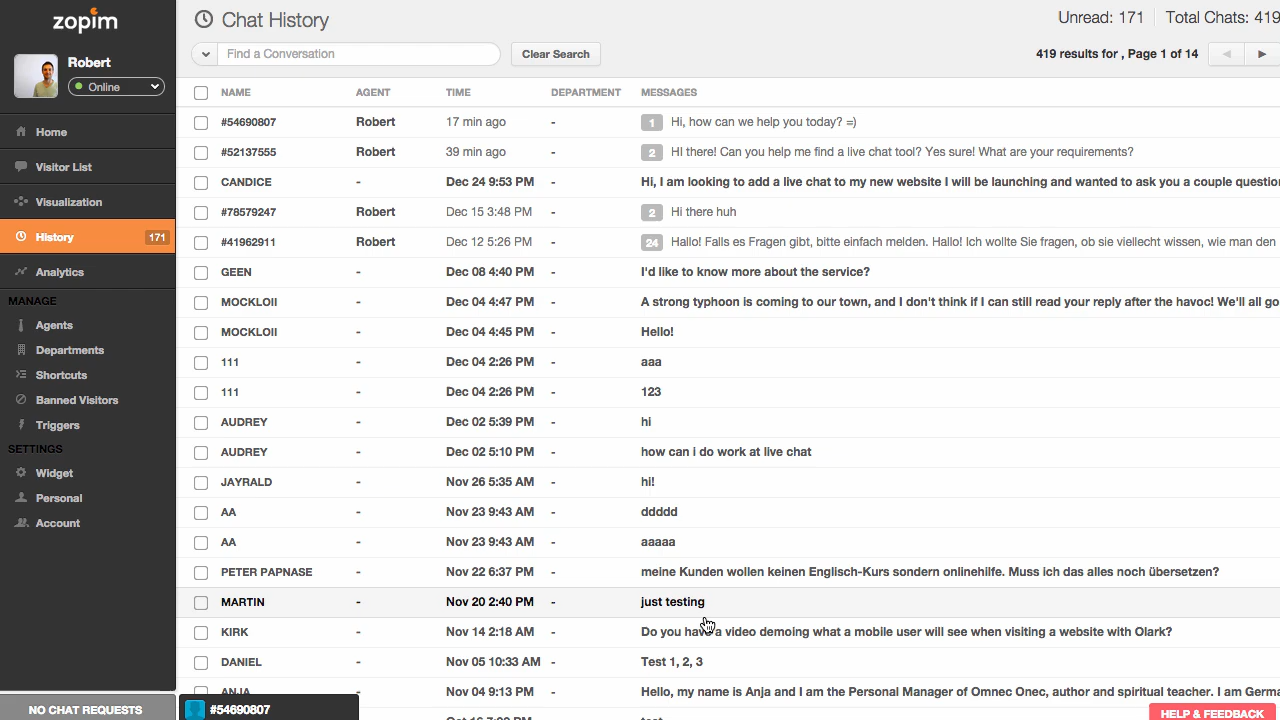 zopim
Robert
Online
Home
Visitor List
Visualization
History 171
Analytics
MANAGE
Agents
Departments
Shortcuts
Banned Visitors
Triggers
SETTINGS
Widget
Personal
Account
NO CHAT REQUESTS
Chat History
Unread: 171 Total Chats: 419
Find a Conversation
Clear Search
419 results for , Page 1 of 14
NAME AGENT TIME DEPARTMENT MESSAGES
#54690807 Robert 17 min ago - 1 Hi, how can we help you today? =)
#52137555 Robert 39 min ago - 2 HI there! Can you help me find a live chat tool? Yes sure! What are your requirements?
CANDICE - Dec 24 9:53 PM - Hi, I am looking to add a live chat to my new website I will be launching and wanted to ask you a couple questio
#78579247 Robert Dec 15 3:48 PM - 2 Hi there huh
#41962911 Robert Dec 12 5:26 PM - 24 Hallo! Falls es Fragen gibt, bitte einfach melden. Hallo! Ich wollte Sie fragen, ob sie viellecht wissen, wie man den
GEEN - Dec 08 4:40 PM - I'd like to know more about the service?
MOCKLOII - Dec 04 4:47 PM - A strong typhoon is coming to our town, and I don't think if I can still read your reply after the havoc! We'll all go
MOCKLOII - Dec 04 4:45 PM - Hello!
111 - Dec 04 2:26 PM - aaa
111 - Dec 04 2:26 PM - 123
AUDREY - Dec 02 5:39 PM - hi
AUDREY - Dec 02 5:10 PM - how can i do work at live chat
JAYRALD - Nov 26 5:35 AM - hi!
AA - Nov 23 9:43 AM - ddddd
AA - Nov 23 9:43 AM - aaaaa
PETER PAPNASE - Nov 22 6:37 PM - meine Kunden wollen keinen Englisch-Kurs sondern onlinehilfe. Muss ich das alles noch übersetzen?
MARTIN - Nov 20 2:40 PM - just testing
KIRK - Nov 14 2:18 AM - Do you have a video demoing what a mobile user will see when visiting a website with Olark?
DANIEL - Nov 05 10:33 AM - Test 1, 2, 3
ANJA - Nov 04 9:13 PM - Hello, my name is Anja and I am the Personal Manager of Omnec Onec, author and spiritual teacher. I am Germa
#54690807
HELP & FEEDBACK